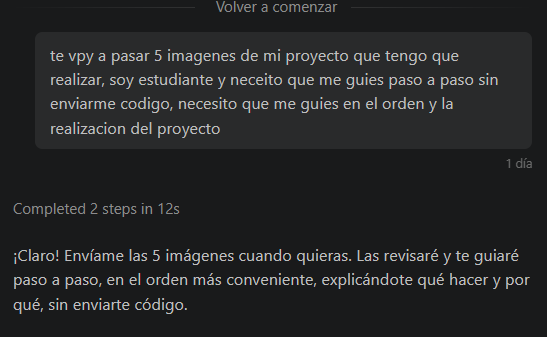 Volver a comenzar
te vpy a pasar 5 imagenes de mi proyecto que tengo que
realizar, soy estudiante y neceito que me guies paso a paso sin
enviarme codigo, necesito que me guies en el orden y la
realizacion del proyecto
1 día
Completed 2 steps in 12s
¡Claro! Envíame las 5 imágenes cuando quieras. Las revisaré y te guiaré
paso a paso, en el orden más conveniente, explicándote qué hacer y por
qué, sin enviarte código.